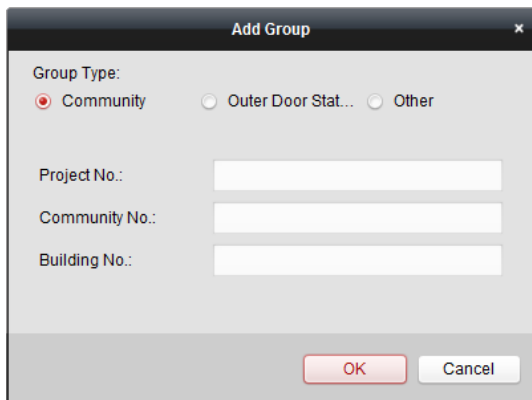 Add Group
Group Type:
Community Outer Door Stat... Other
Project No.:
Community No.:
Building No.:
OK Cancel